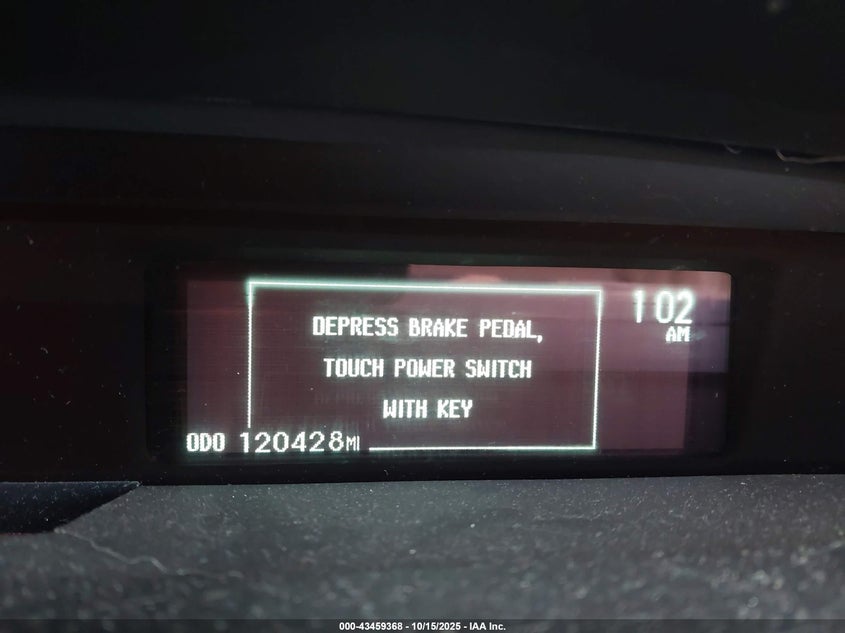 DEPRESS BRAKE PEDAL,
TOUCH POWER SWITCH
WITH KEY
1 02
AM
ODO 120428MI
000-43459368 - 10/15/2025 - IAA Inc.